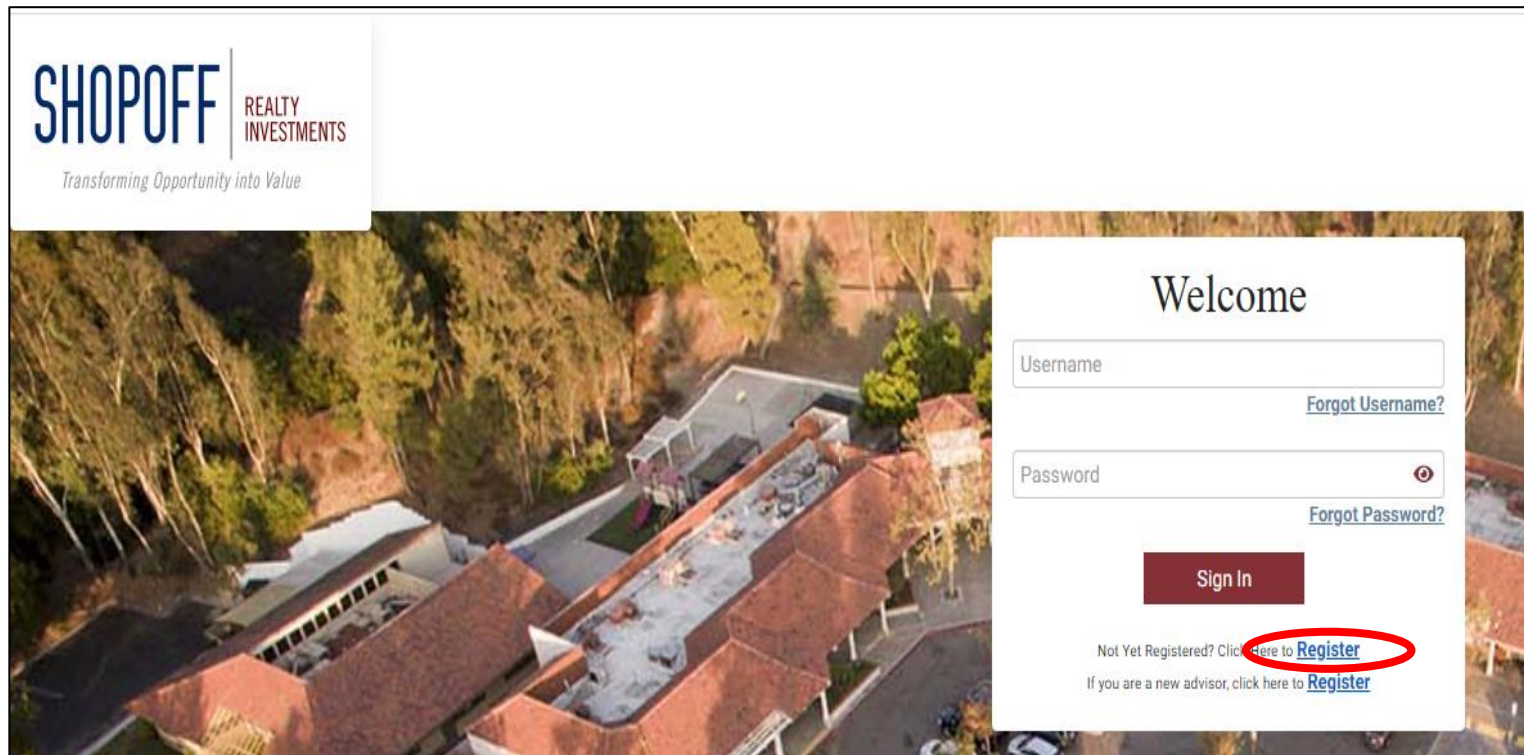 SHOPOFF
REALTY
INVESTMENTS
Transforming Opportunity into Value
Welcome
Username
Forgot Username?
Password
Forgot Password?
Sign In
Not Yet Registered? Click Here to Register
If you are a new advisor, click here to Register